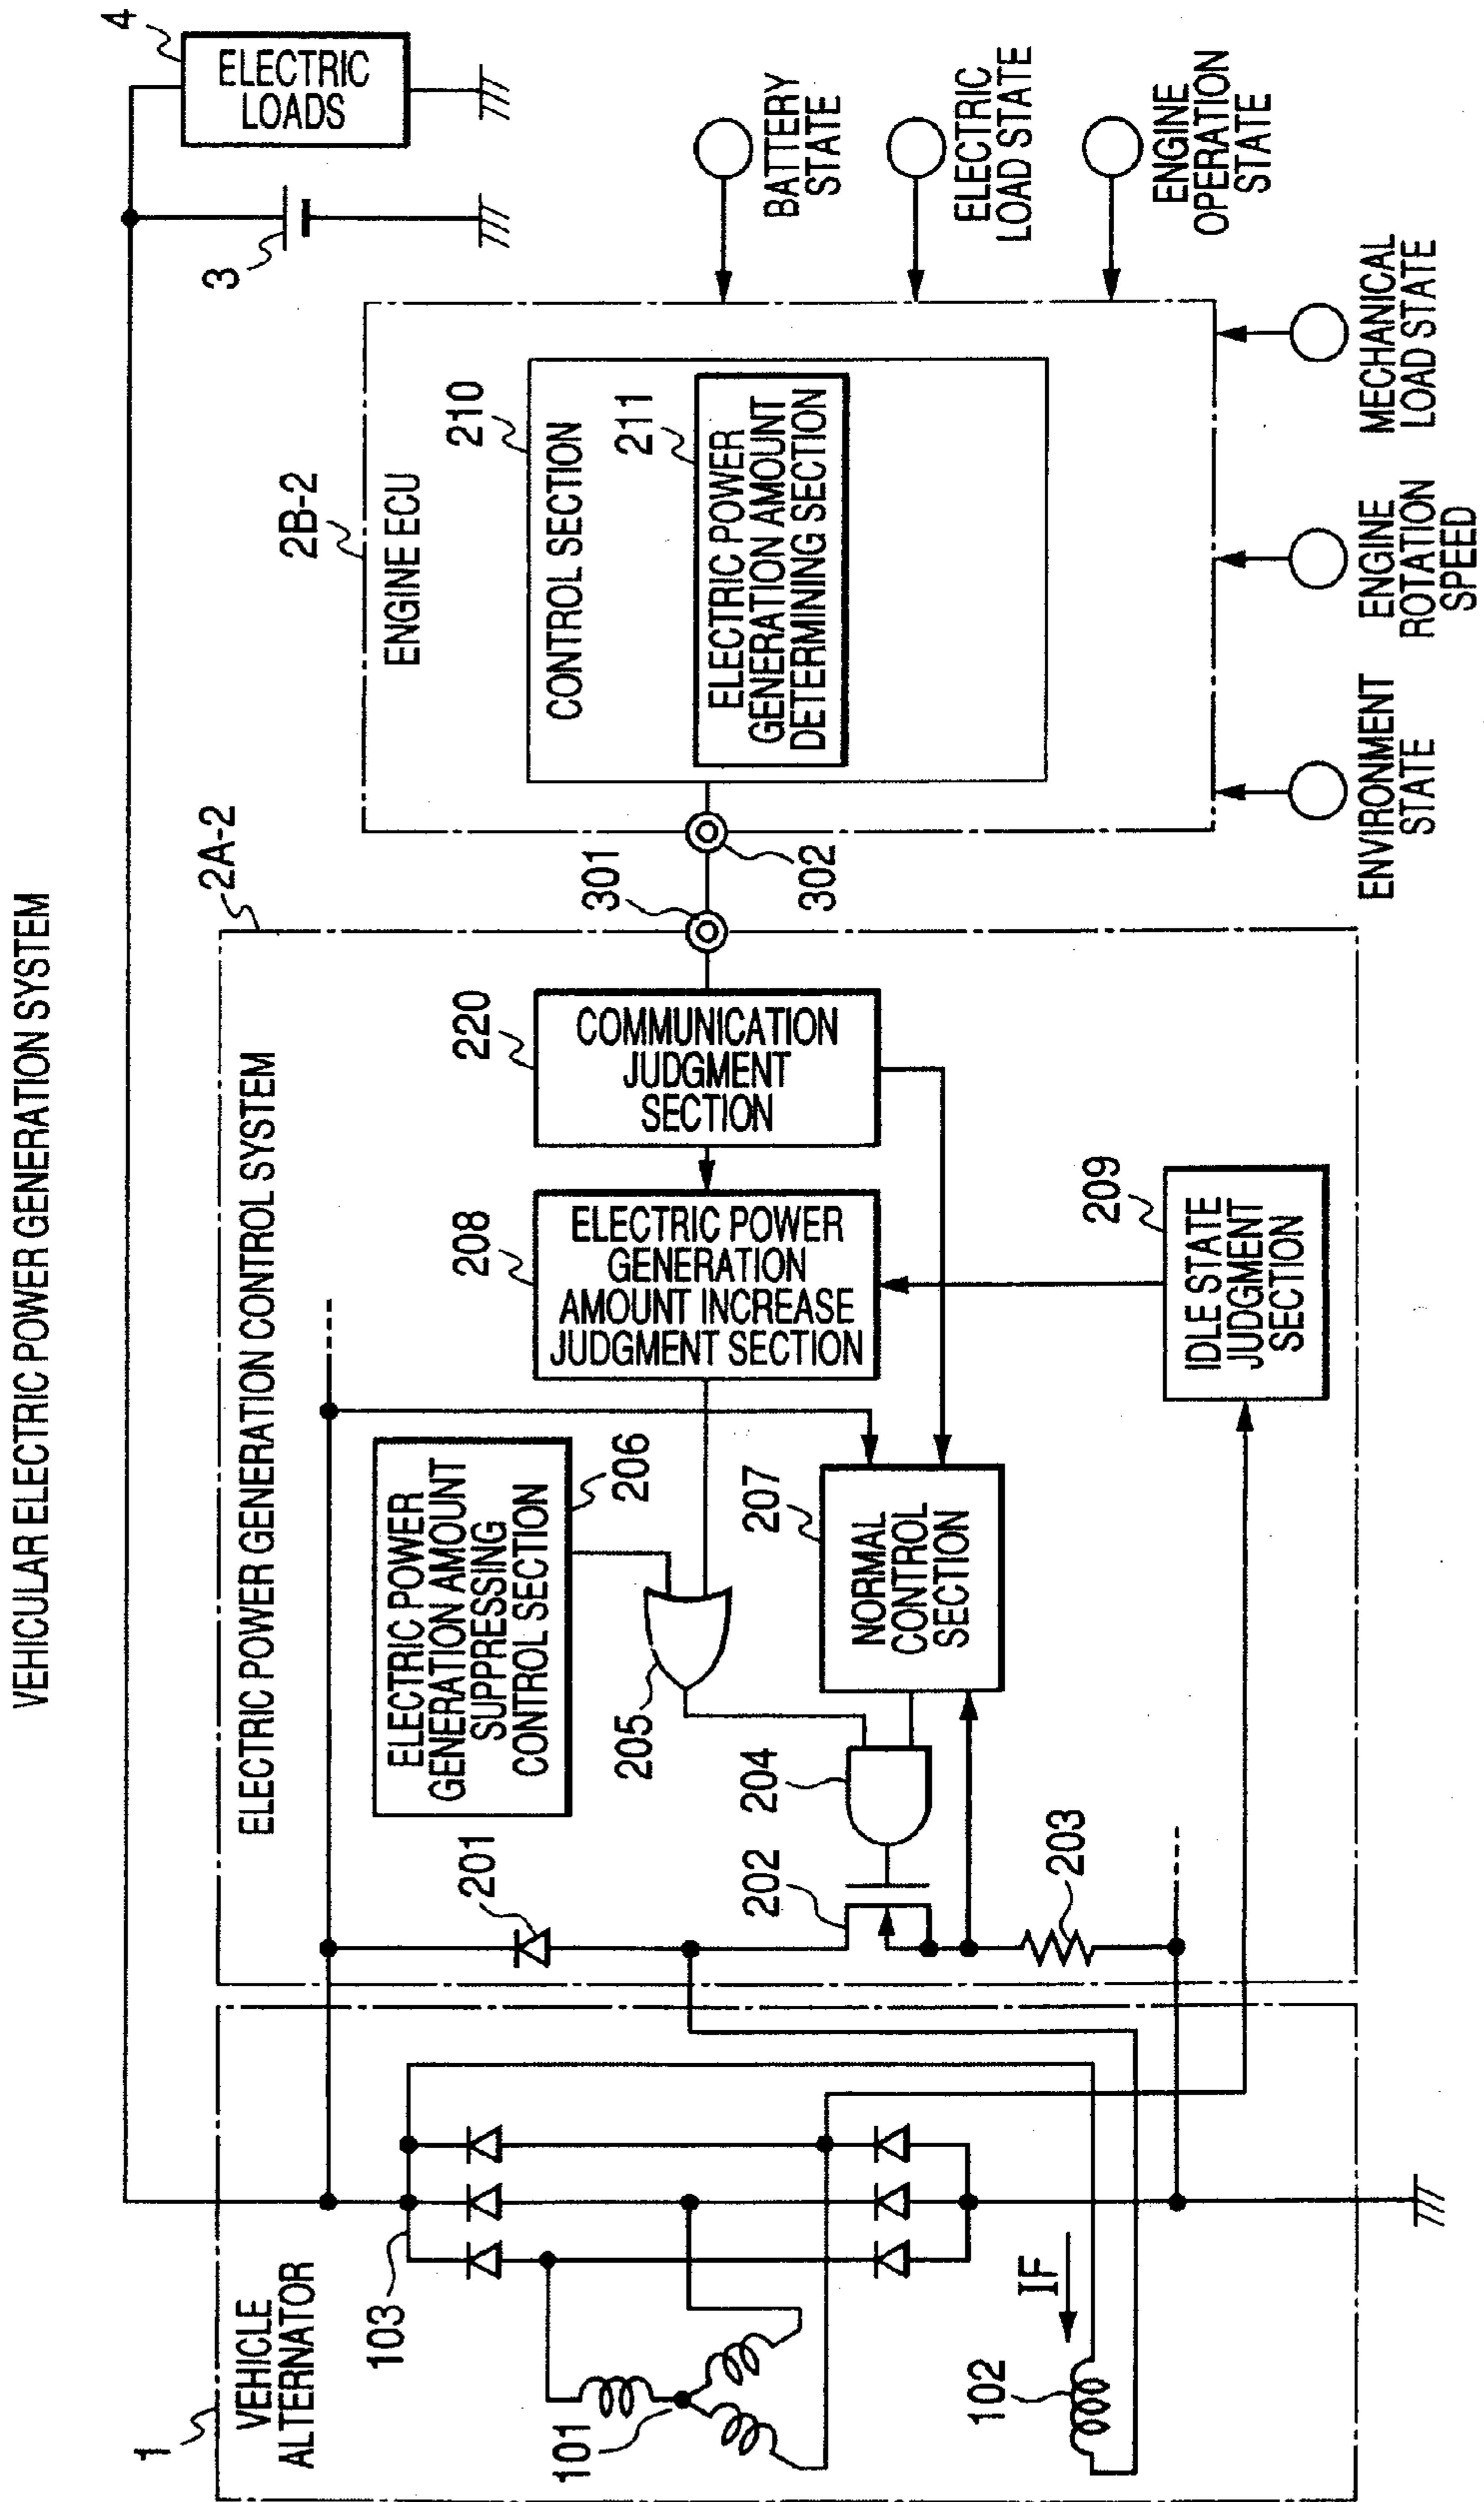 VEHICULAR ELECTRIC POWER GENERATION SYSTEM
1
VEHICLE
ALTERNATOR
103
101
102
IF
2A-2
ELECTRIC POWER GENERATION CONTROL SYSTEM
201
202
203
204
205
ELECTRIC POWER
GENERATION AMOUNT
SUPPRESSING
CONTROL SECTION
206
207
NORMAL
CONTROL
SECTION
208
ELECTRIC POWER
GENERATION
AMOUNT INCREASE
JUDGMENT SECTION
220
COMMUNICATION
JUDGMENT
SECTION
209
IDLE STATE
JUDGMENT
SECTION
301
302
2B-2
ENGINE ECU
210
CONTROL SECTION
211
ELECTRIC POWER
GENERATION AMOUNT
DETERMINING SECTION
3
4
ELECTRIC
LOADS
BATTERY
STATE
ELECTRIC
LOAD STATE
ENGINE
OPERATION
STATE
ENVIRONMENT
STATE
ENGINE
ROTATION
SPEED
MECHANICAL
LOAD STATE